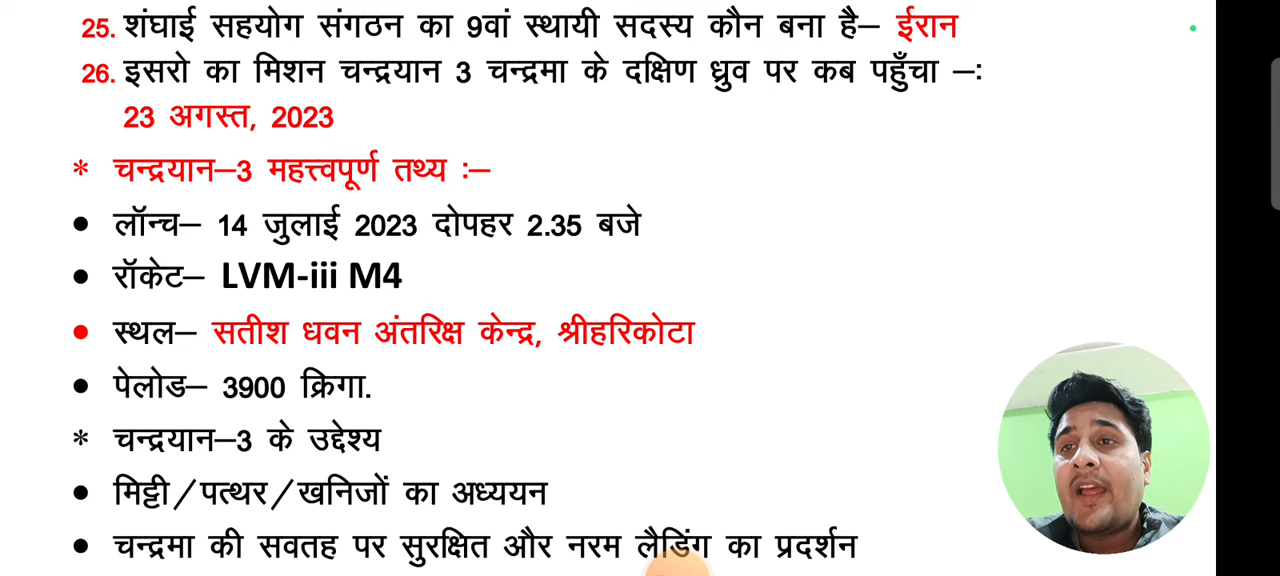 25. शंघाई सहयोग संगठन का 9वां स्थायी सदस्य कौन बना है– ईरान
26. इसरो का मिशन चन्द्रयान 3 चन्द्रमा के दक्षिण ध्रुव पर कब पहुँचा –:
23 अगस्त, 2023
* चन्द्रयान–3 महत्त्वपूर्ण तथ्य :–
• लॉन्च– 14 जुलाई 2023 दोपहर 2.35 बजे
• रॉकेट– LVM-iii M4
• स्थल– सतीश धवन अंतरिक्ष केन्द्र, श्रीहरिकोटा
• पेलोड– 3900 क्रिगा.
* चन्द्रयान–3 के उद्देश्य
• मिट्टी/पत्थर/खनिजों का अध्ययन
• चन्द्रमा की सवतह पर सुरक्षित और नरम लैडिंग का प्रदर्शन